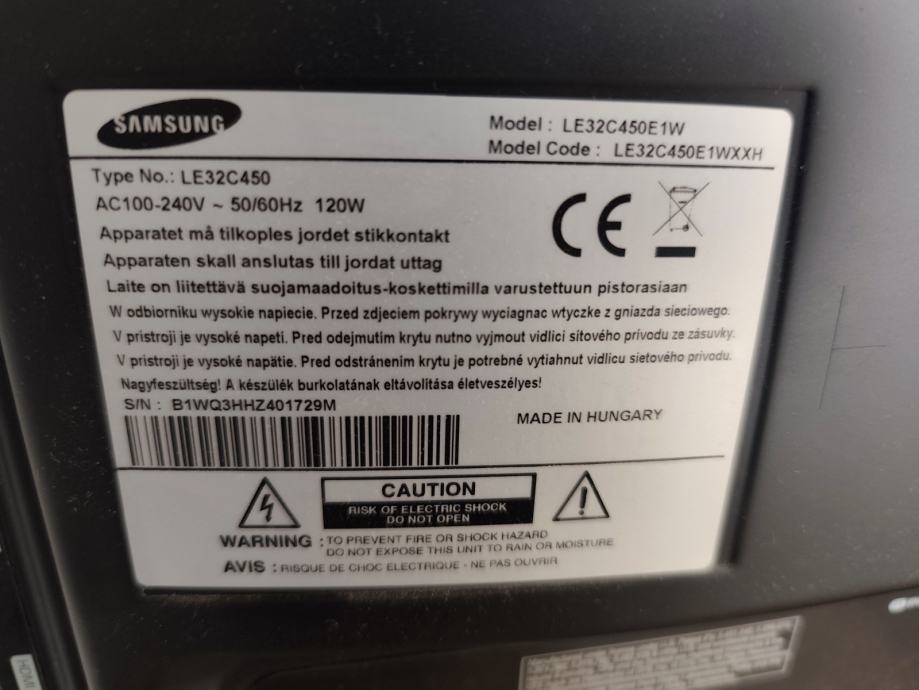 SAMSUNG
Model : LE32C450E1W
Model Code : LE32C450E1WXXH
Type No.: LE32C450
AC100-240V ~ 50/60Hz 120W
Apparatet må tilkoples jordet stikkontakt
Apparaten skall anslutas till jordat uttag
Laite on liitettävä suojamaadoitus-koskettimilla varustettuun pistorasiaan
W odbiorniku wysokie napiecie. Przed zdjeciem pokrywy wyciagnac wtyczke z gniazda sieciowego.
V pristroji je vysoké napeti. Pred odejmutim krytu nutno vyjmout vidlici sítového prívodu ze zásuvky.
V pristroji je vysoké napätie. Pred odstránením krytu je potrebné vytiahnut vidlicu sietového prívodu.
Nagyfeszültség! A készülék burkolatának eltávolítása életveszélyes!
S/N : B1WQ3HHZ401729M
MADE IN HUNGARY
CAUTION
RISK OF ELECTRIC SHOCK
DO NOT OPEN
WARNING : TO PREVENT FIRE OR SHOCK HAZARD
DO NOT EXPOSE THIS UNIT TO RAIN OR MOISTURE
AVIS : RISQUE DE CHOC ELECTRIQUE - NE PAS OUVRIR
HDMI